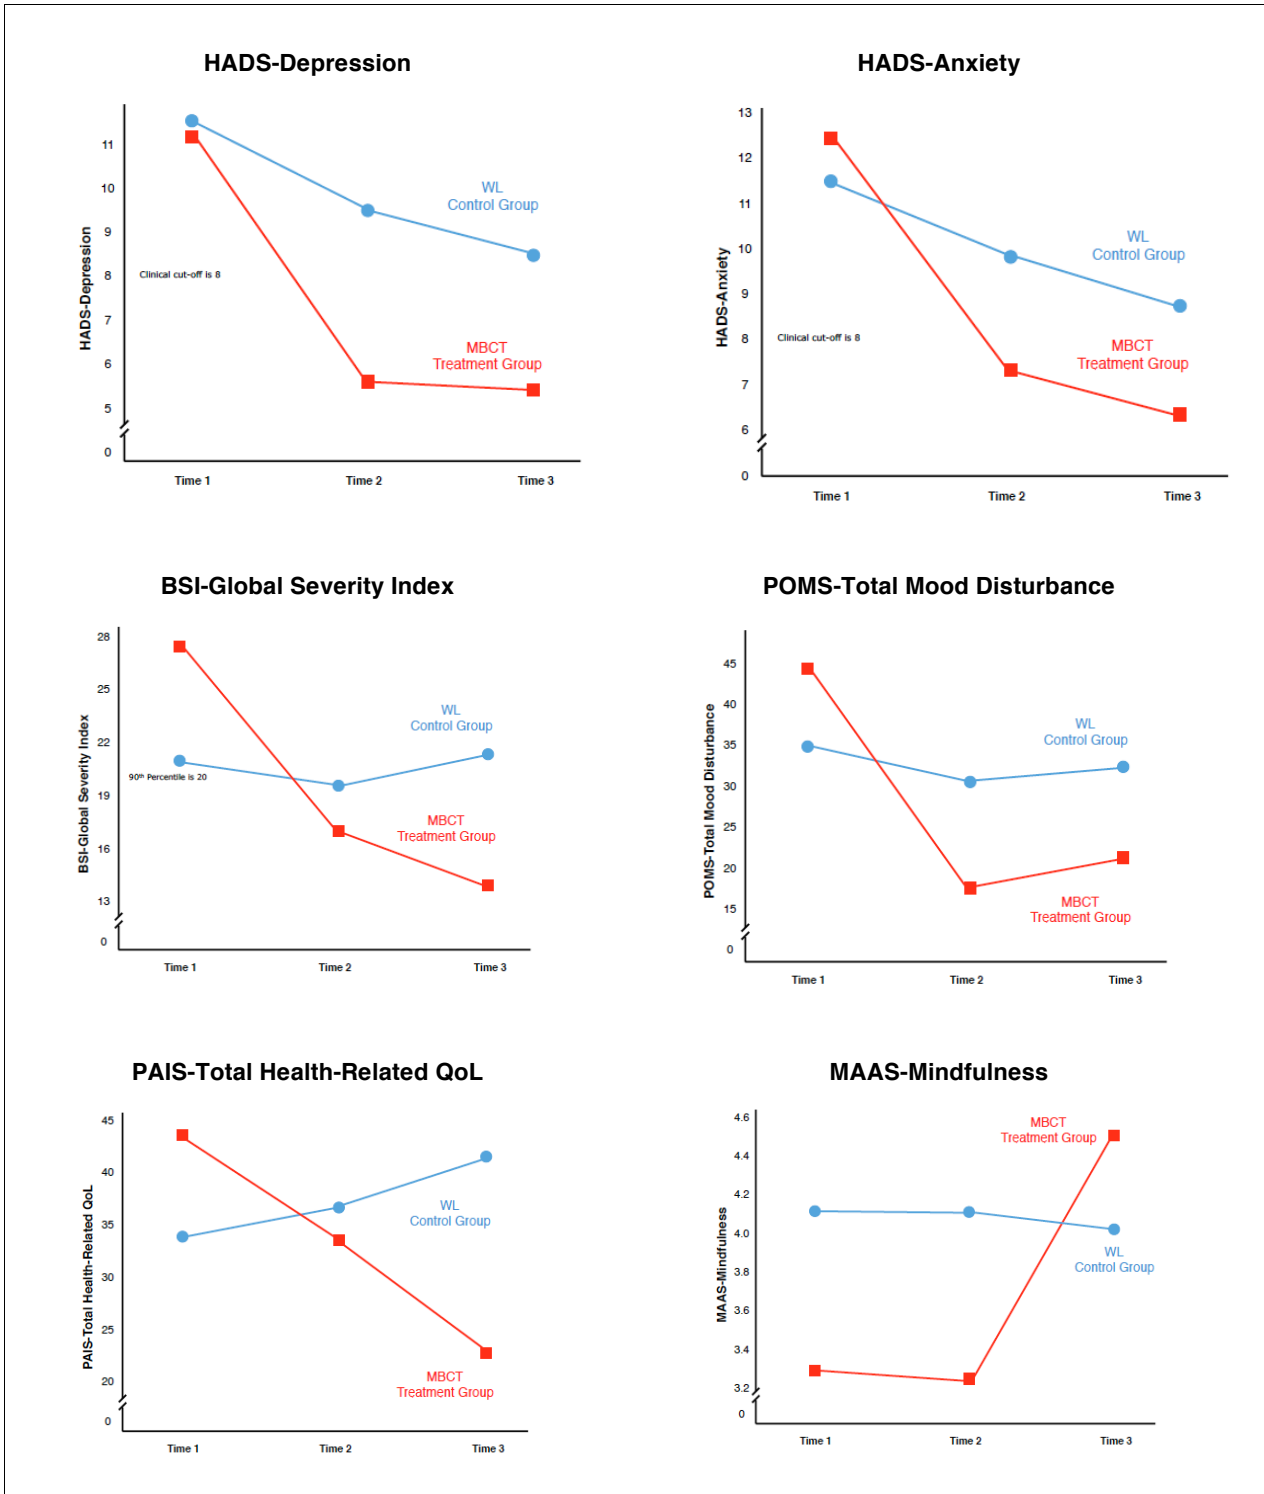 HADS-Depression
HADS-Depression
11
10
9
8
7
6
5
0
Clinical cut-off is 8
WL
Control Group
MBCT
Treatment Group
Time 1
Time 2
Time 3
HADS-Anxiety
HADS-Anxiety
13
12
11
10
9
8
7
6
0
Clinical cut-off is 8
WL
Control Group
MBCT
Treatment Group
Time 1
Time 2
Time 3
BSI-Global Severity Index
BSI-Global Severity Index
28
25
22
19
16
13
0
90th Percentile is 20
WL
Control Group
MBCT
Treatment Group
Time 1
Time 2
Time 3
POMS-Total Mood Disturbance
POMS-Total Mood Disturbance
45
40
35
30
25
20
15
0
WL
Control Group
MBCT
Treatment Group
Time 1
Time 2
Time 3
PAIS-Total Health-Related QoL
PAIS-Total Health-Related QoL
45
40
35
30
25
20
0
WL
Control Group
MBCT
Treatment Group
Time 1
Time 2
Time 3
MAAS-Mindfulness
MAAS-Mindfulness
4.6
4.4
4.2
4.0
3.8
3.6
3.4
3.2
0
MBCT
Treatment Group
WL
Control Group
Time 1
Time 2
Time 3